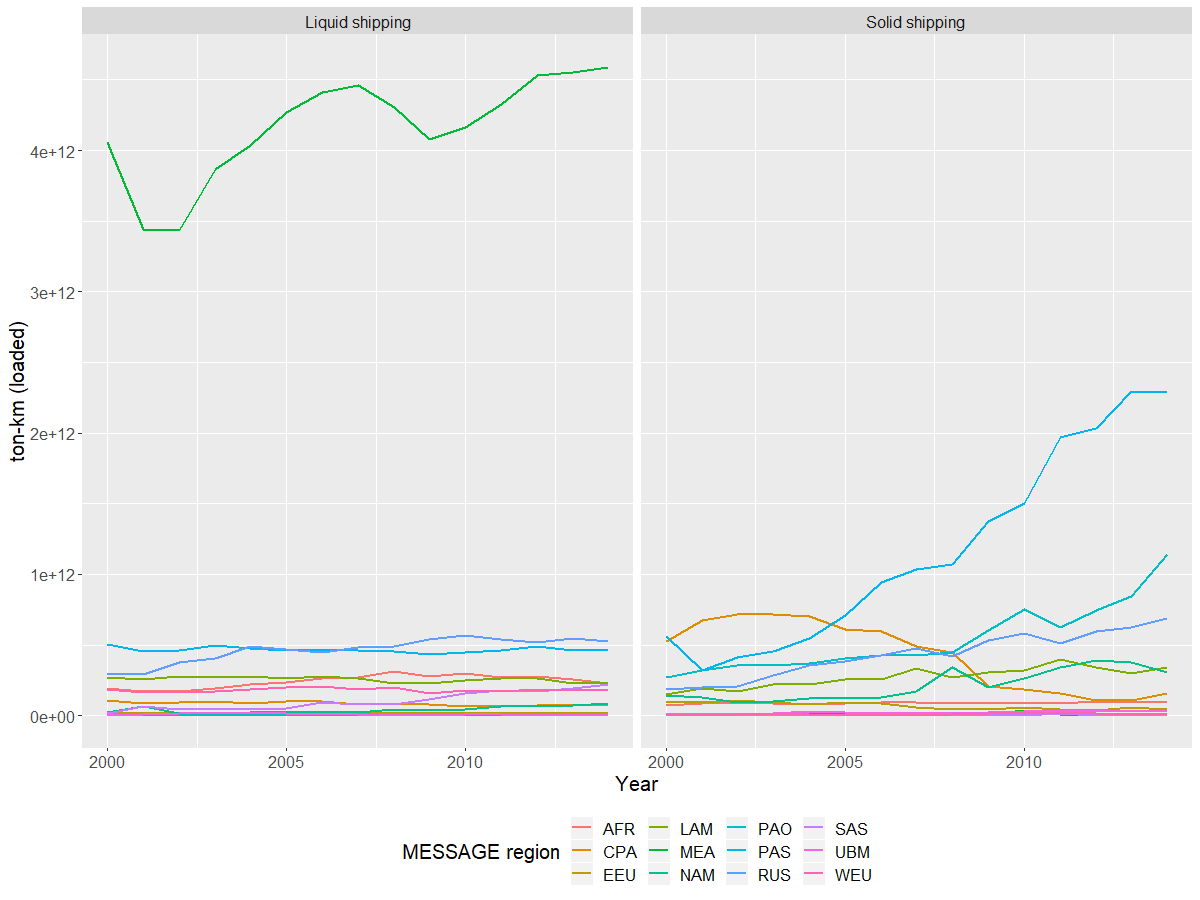 Liquid shipping
Solid shipping
ton-km (loaded)
4e+12
3e+12
2e+12
1e+12
0e+00
2000 2005 2010
2000 2005 2010
Year
MESSAGE region
AFR LAM PAO SAS
CPA MEA PAS UBM
EEU NAM RUS WEU